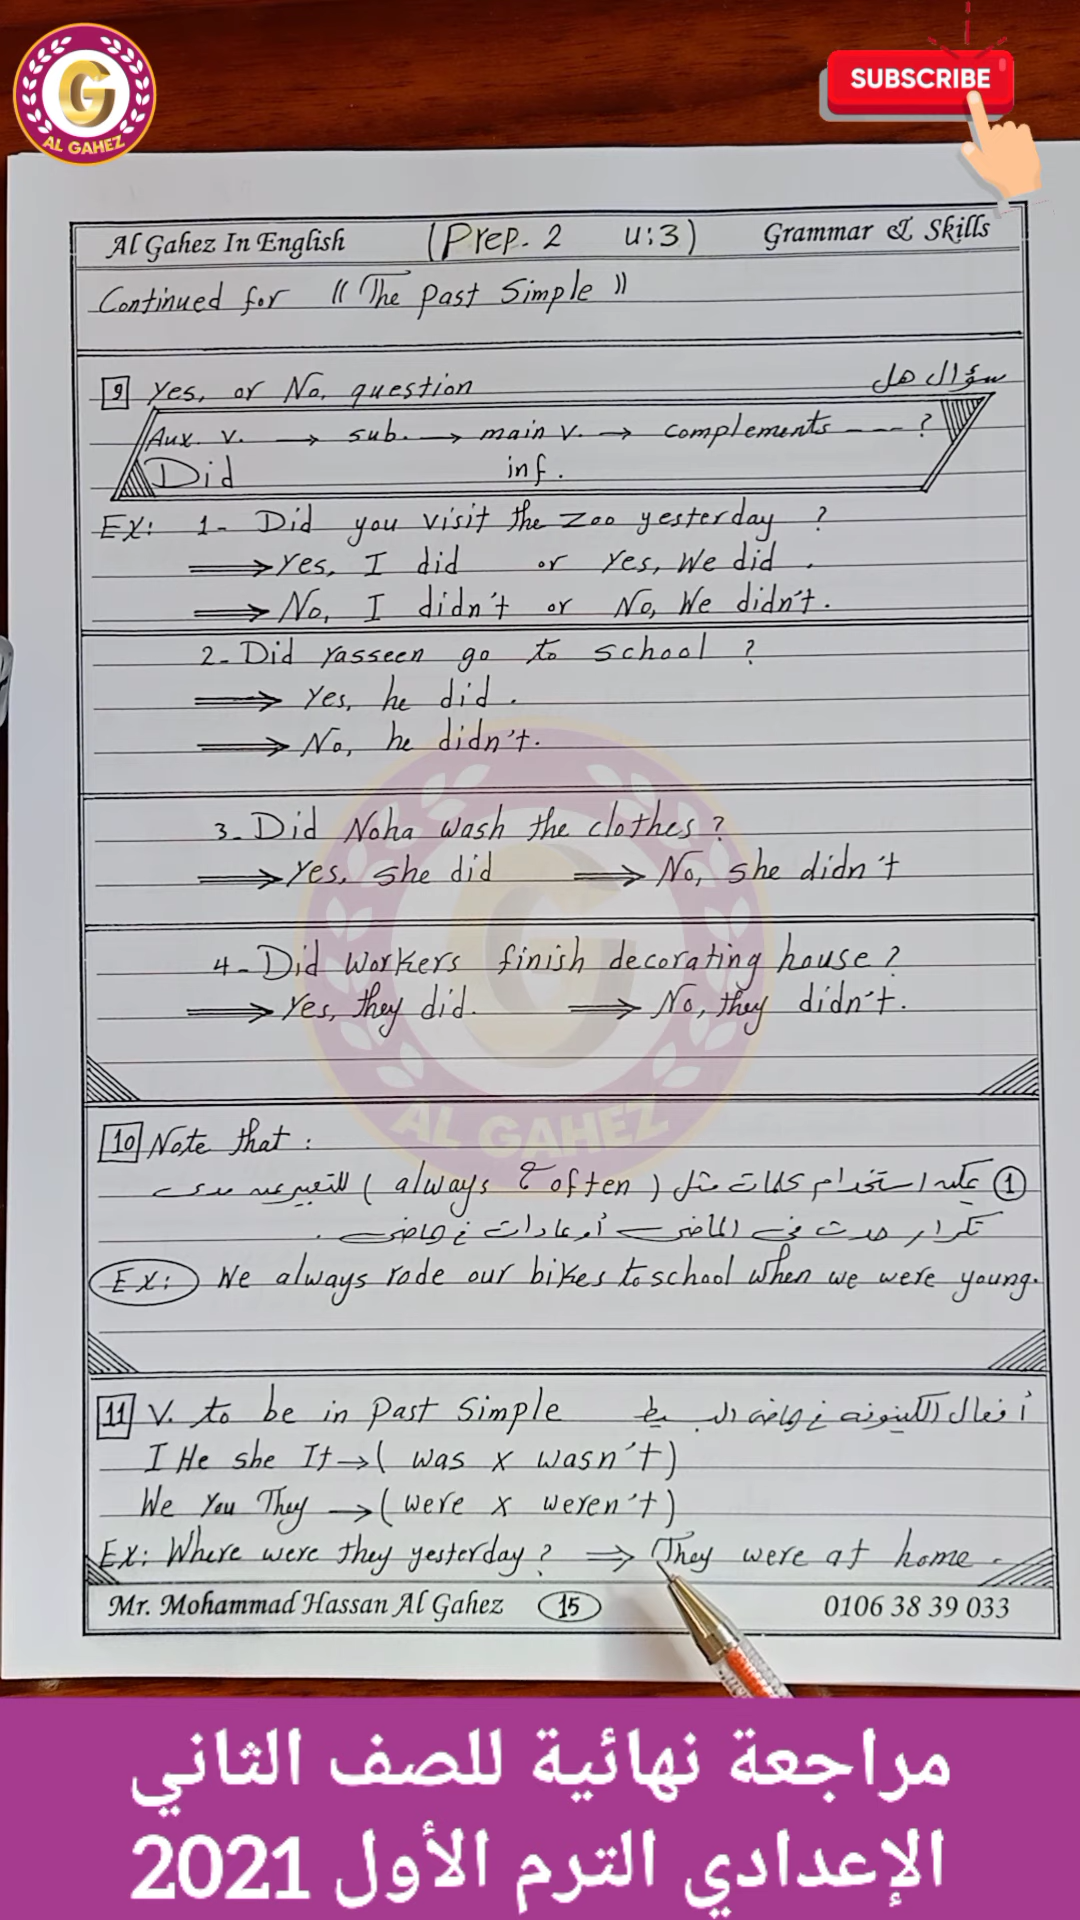 G
AL GAHEZ
SUBSCRIBE
Al Gahez In English (Prep. 2 u:3) Grammar & Skills
Continued for (( The Past Simple ))
9 Yes, or No, question سؤال هل
Aux. v. → sub. → main v. → complements --- ?
Did inf.
Ex: 1- Did you visit the zoo yesterday ?
⇒ Yes, I did or Yes, We did .
⇒ No, I didn't or No, We didn't.
2- Did Yasseen go to school ?
⇒ Yes, he did .
⇒ No, he didn't.
3- Did Noha wash the clothes ?
⇒ Yes, she did ⇒ No, she didn't
4- Did workers finish decorating house ?
⇒ Yes, they did. ⇒ No, they didn't.
G
AL GAHEZ
10 Note that :
① يمكن استخدام كلمات مثل ( always & often ) للتعبير عن مدى
تكرار حدث في الماضى أو عادات في ماضى .
Ex: We always rode our bikes to school when we were young.
11 V. to be in Past Simple أفعال الكينونة في ماضى البسيط
I He she It → ( was x wasn't )
We You They → ( were x weren't )
Ex: Where were they yesterday ? ⇒ They were at home .
Mr. Mohammad Hassan Al Gahez 15 0106 38 39 033
مراجعة نهائية للصف الثاني
الإعدادي الترم الأول 2021